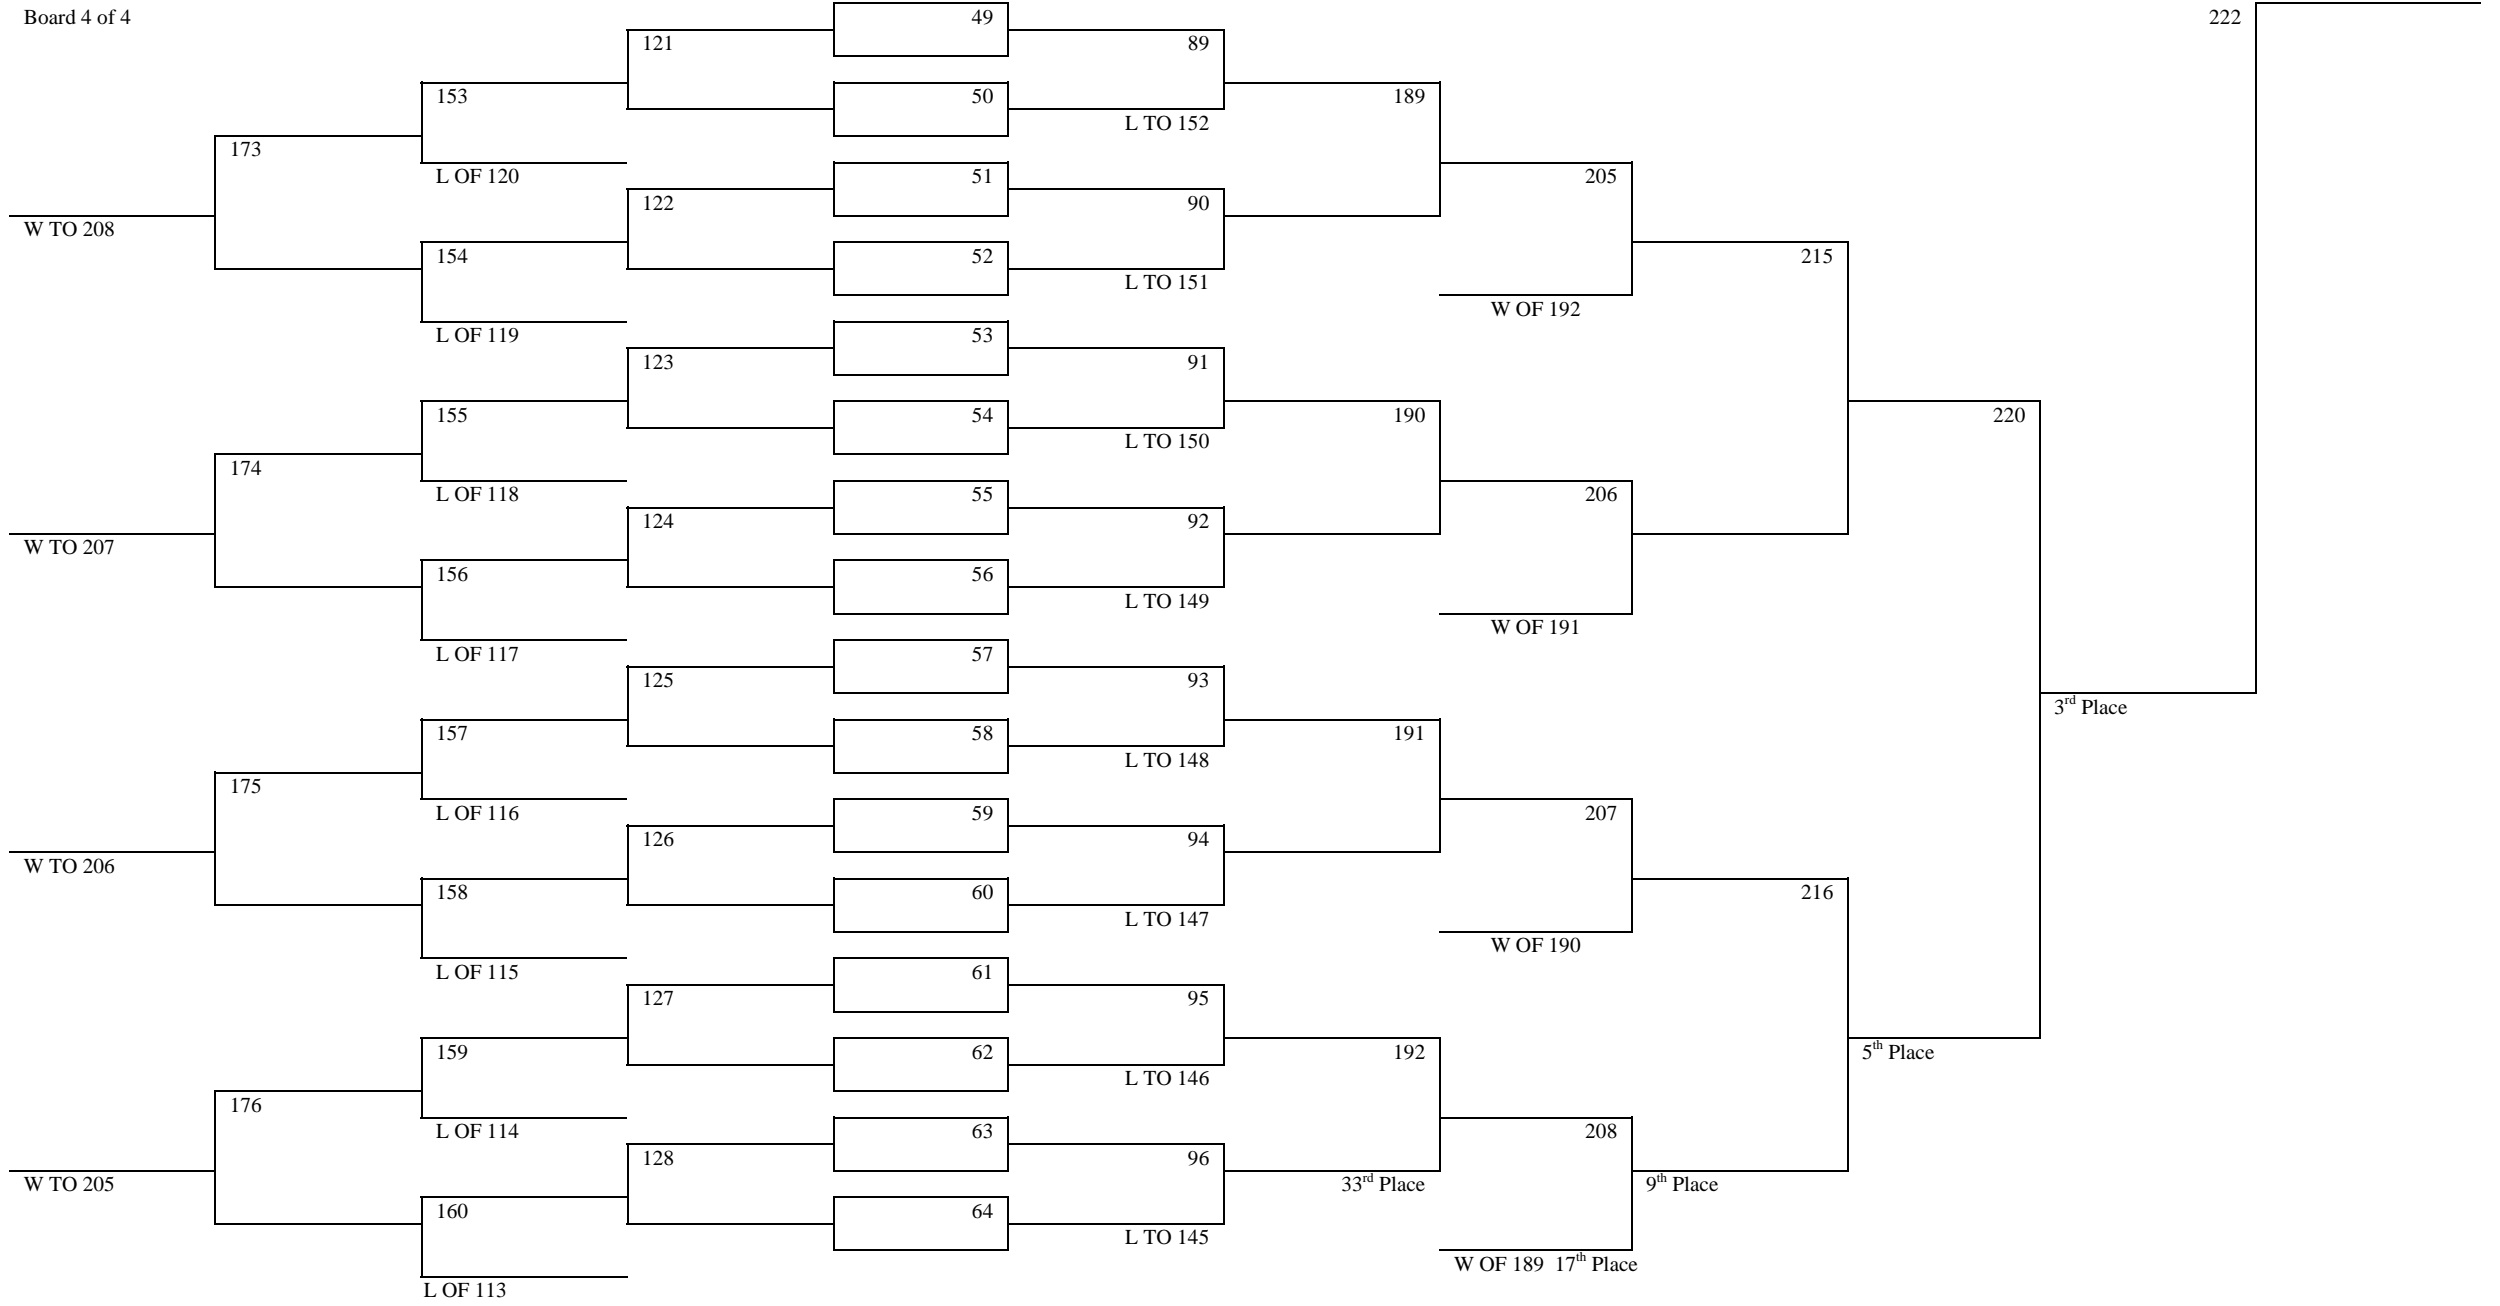 Board 4 of 4
49
222
121
89
153
50
189
L TO 152
173
L OF 120
51
205
122
90
W TO 208
154
52
215
L TO 151
W OF 192
L OF 119
53
123
91
155
54
190
220
L TO 150
174
L OF 118
55
206
124
92
W TO 207
156
56
L TO 149
W OF 191
L OF 117
57
125
93
3rd Place
157
58
191
L TO 148
175
L OF 116
59
207
126
94
W TO 206
158
60
216
L TO 147
W OF 190
L OF 115
61
127
95
159
62
192
5th Place
L TO 146
176
L OF 114
63
208
128
96
W TO 205
33rd Place
9th Place
160
64
L TO 145
W OF 189 17th Place
L OF 113